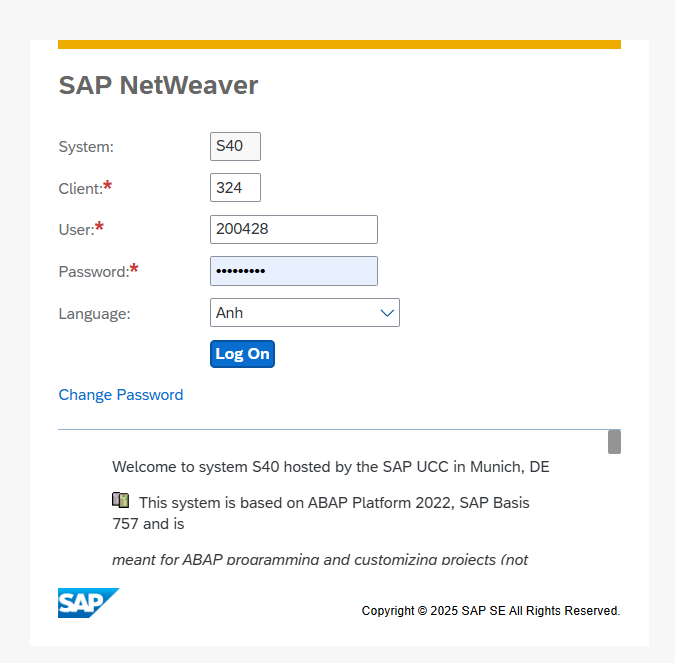 SAP NetWeaver
System: S40
Client:* 324
User:* 200428
Password:* •••••••••
Language: Anh
Log On
Change Password
Welcome to system S40 hosted by the SAP UCC in Munich, DE
This system is based on ABAP Platform 2022, SAP Basis
757 and is
meant for ABAP programming and customizing projects (not
SAP
Copyright © 2025 SAP SE All Rights Reserved.